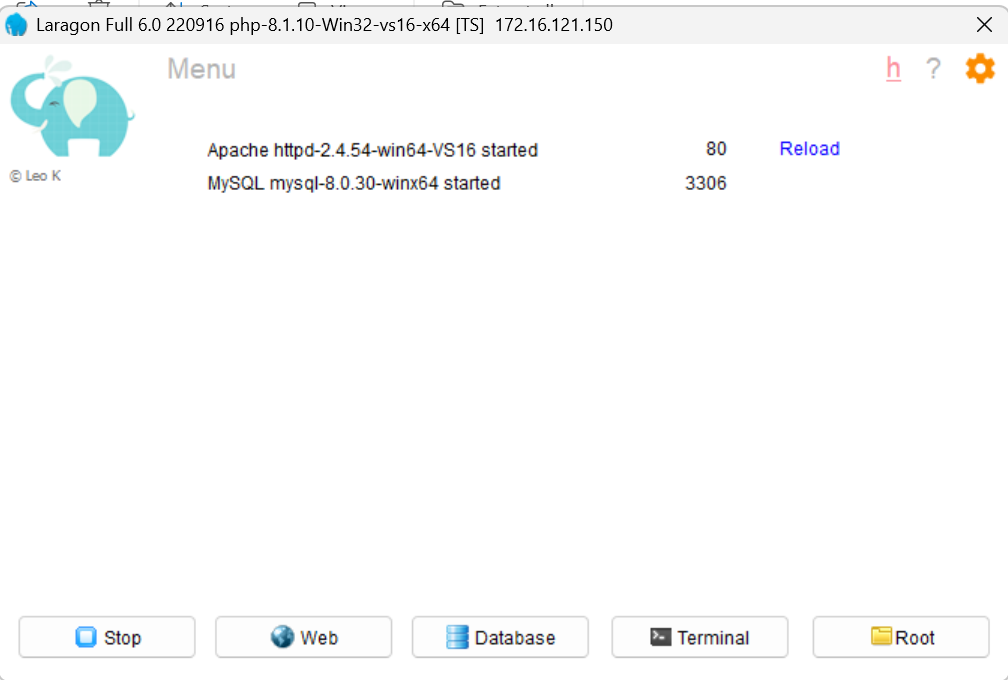 Laragon Full 6.0 220916 php-8.1.10-Win32-vs16-x64 [TS] 172.16.121.150
Menu
h ?
© Leo K
Apache httpd-2.4.54-win64-VS16 started 80 Reload
MySQL mysql-8.0.30-winx64 started 3306
Stop Web Database Terminal Root